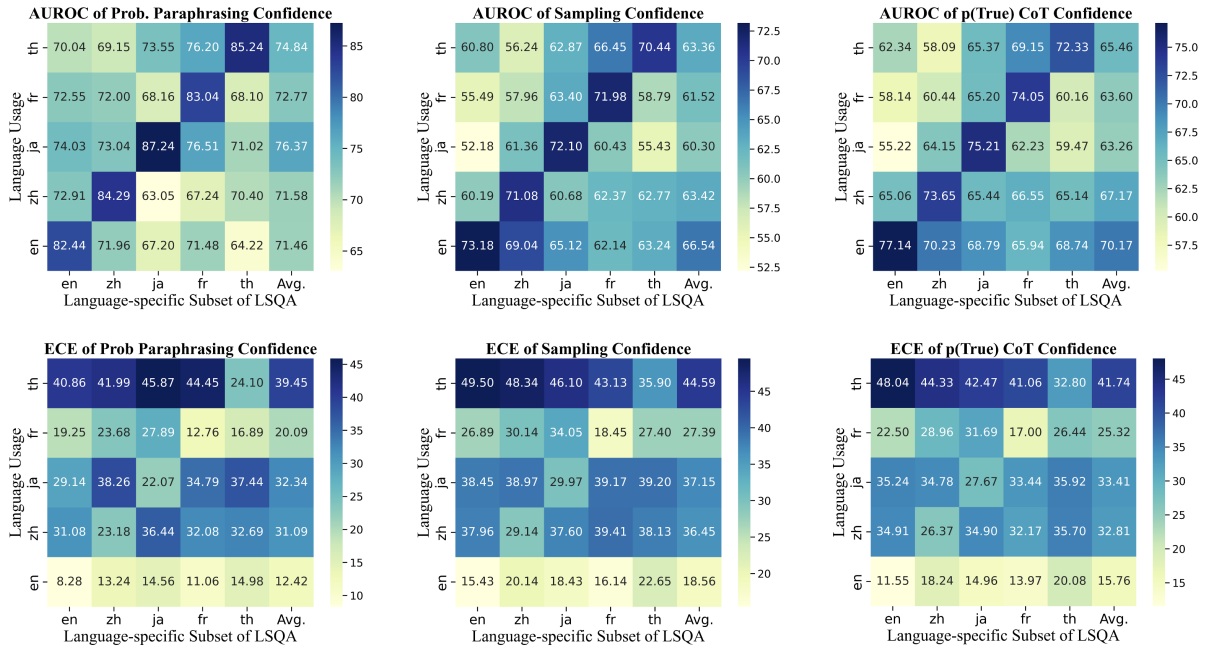 AUROC of Prob. Paraphrasing Confidence
Language Usage
th 70.04 69.15 73.55 76.20 85.24 74.84
fr 72.55 72.00 68.16 83.04 68.10 72.77
ja 74.03 73.04 87.24 76.51 71.02 76.37
zh 72.91 84.29 63.05 67.24 70.40 71.58
en 82.44 71.96 67.20 71.48 64.22 71.46
en zh ja fr th Avg.
Language-specific Subset of LSQA
85
80
75
70
65
AUROC of Sampling Confidence
Language Usage
th 60.80 56.24 62.87 66.45 70.44 63.36
fr 55.49 57.96 63.40 71.98 58.79 61.52
ja 52.18 61.36 72.10 60.43 55.43 60.30
zh 60.19 71.08 60.68 62.37 62.77 63.42
en 73.18 69.04 65.12 62.14 63.24 66.54
en zh ja fr th Avg.
Language-specific Subset of LSQA
72.5
70.0
67.5
65.0
62.5
60.0
57.5
55.0
52.5
AUROC of p(True) CoT Confidence
Language Usage
th 62.34 58.09 65.37 69.15 72.33 65.46
fr 58.14 60.44 65.20 74.05 60.16 63.60
ja 55.22 64.15 75.21 62.23 59.47 63.26
zh 65.06 73.65 65.44 66.55 65.14 67.17
en 77.14 70.23 68.79 65.94 68.74 70.17
en zh ja fr th Avg.
Language-specific Subset of LSQA
75.0
72.5
70.0
67.5
65.0
62.5
60.0
57.5
ECE of Prob Paraphrasing Confidence
Language Usage
th 40.86 41.99 45.87 44.45 24.10 39.45
fr 19.25 23.68 27.89 12.76 16.89 20.09
ja 29.14 38.26 22.07 34.79 37.44 32.34
zh 31.08 23.18 36.44 32.08 32.69 31.09
en 8.28 13.24 14.56 11.06 14.98 12.42
en zh ja fr th Avg.
Language-specific Subset of LSQA
45
40
35
30
25
20
15
10
ECE of Sampling Confidence
Language Usage
th 49.50 48.34 46.10 43.13 35.90 44.59
fr 26.89 30.14 34.05 18.45 27.40 27.39
ja 38.45 38.97 29.97 39.17 39.20 37.15
zh 37.96 29.14 37.60 39.41 38.13 36.45
en 15.43 20.14 18.43 16.14 22.65 18.56
en zh ja fr th Avg.
Language-specific Subset of LSQA
45
40
35
30
25
20
ECE of p(True) CoT Confidence
Language Usage
th 48.04 44.33 42.47 41.06 32.80 41.74
fr 22.50 28.96 31.69 17.00 26.44 25.32
ja 35.24 34.78 27.67 33.44 35.92 33.41
zh 34.91 26.37 34.90 32.17 35.70 32.81
en 11.55 18.24 14.96 13.97 20.08 15.76
en zh ja fr th Avg.
Language-specific Subset of LSQA
45
40
35
30
25
20
15